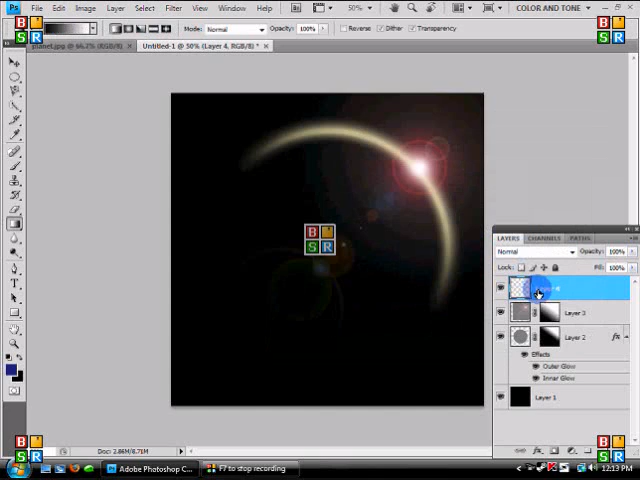 Ps File Edit Image Layer Select Filter View Window Help 50% COLOR AND TONE
B S R Mode: Normal Opacity: 100% Reverse Dither Transparency B S R
planet.jpg @ 66.7% (RGB/8) Untitled-1 @ 50% (Layer 4, RGB/8) *
B
S R
LAYERS CHANNELS PATHS
Normal Opacity: 100%
Lock: Fill: 100%
Layer 3
Layer 2 fx
Effects
Outer Glow
Inner Glow
Layer 1
B S R Doc: 2.86M/8.71M fx B S R
Adobe Photoshop C... F7 to stop recording 12:13 PM